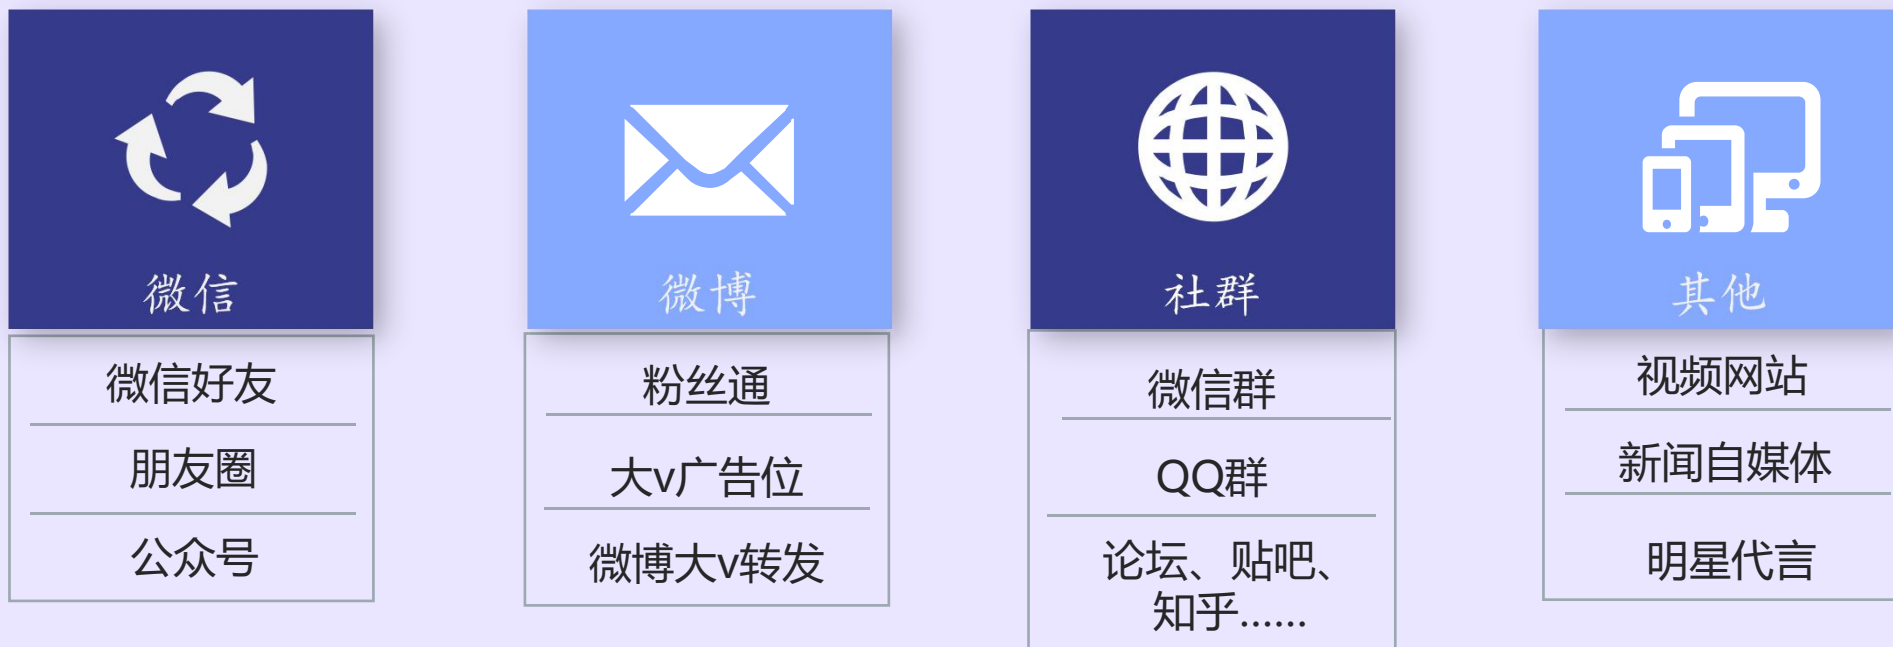 微信
微信好友
朋友圈
公众号
微博
粉丝通
大v广告位
微博大v转发
社群
微信群
QQ群
论坛、贴吧、
知乎......
其他
视频网站
新闻自媒体
明星代言